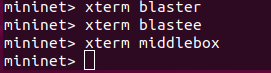 mininet> xterm blaster
mininet> xterm blastee
mininet> xterm middlebox
mininet>